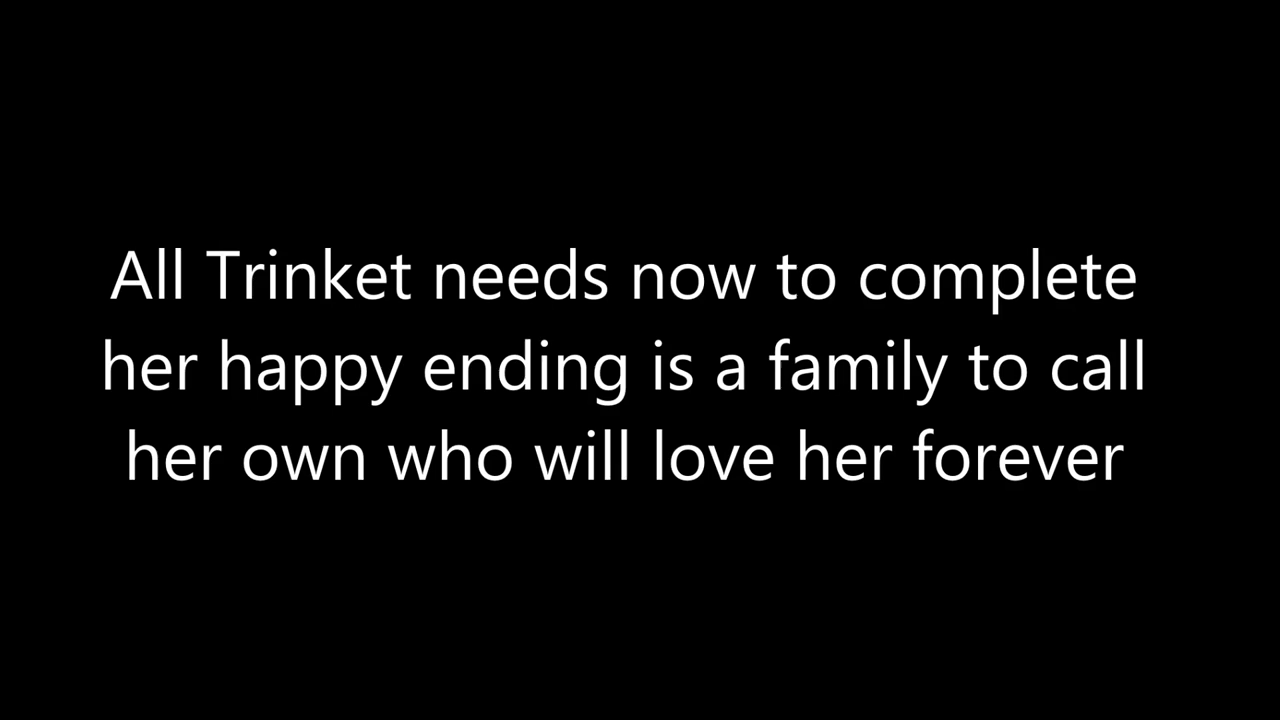 All Trinket needs now to complete
her happy ending is a family to call
her own who will love her forever